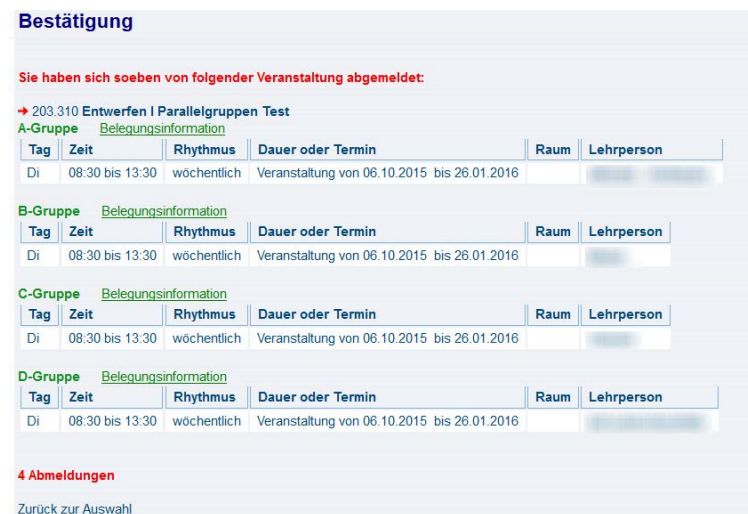 Bestätigung
Sie haben sich soeben von folgender Veranstaltung abgemeldet:
➔ 203.310 Entwerfen I Parallelgruppen Test
A-Gruppe Belegungsinformation
Tag Zeit Rhythmus Dauer oder Termin Raum Lehrperson
Di 08:30 bis 13:30 wöchentlich Veranstaltung von 06.10.2015 bis 26.01.2016
B-Gruppe Belegungsinformation
Tag Zeit Rhythmus Dauer oder Termin Raum Lehrperson
Di 08:30 bis 13:30 wöchentlich Veranstaltung von 06.10.2015 bis 26.01.2016
C-Gruppe Belegungsinformation
Tag Zeit Rhythmus Dauer oder Termin Raum Lehrperson
Di 08:30 bis 13:30 wöchentlich Veranstaltung von 06.10.2015 bis 26.01.2016
D-Gruppe Belegungsinformation
Tag Zeit Rhythmus Dauer oder Termin Raum Lehrperson
Di 08:30 bis 13:30 wöchentlich Veranstaltung von 06.10.2015 bis 26.01.2016
4 Abmeldungen
Zurück zur Auswahl